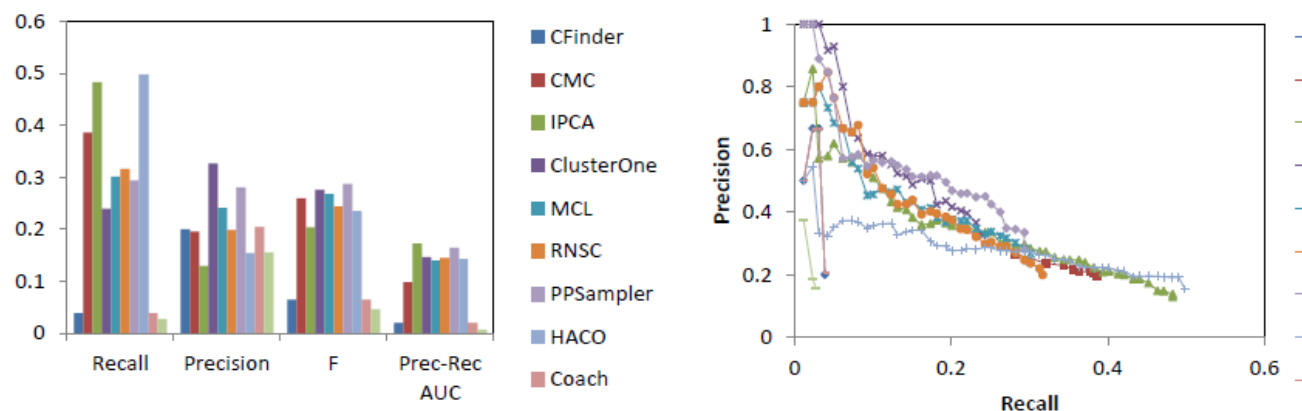 0.6
0.5
0.4
0.3
0.2
0.1
0
Recall
Precision
F
Prec-Rec
AUC
CFinder
CMC
IPCA
ClusterOne
MCL
RNSC
PPSampler
HACO
Coach
Precision
1
0.8
0.6
0.4
0.2
0
0
0.2
0.4
0.6
Recall